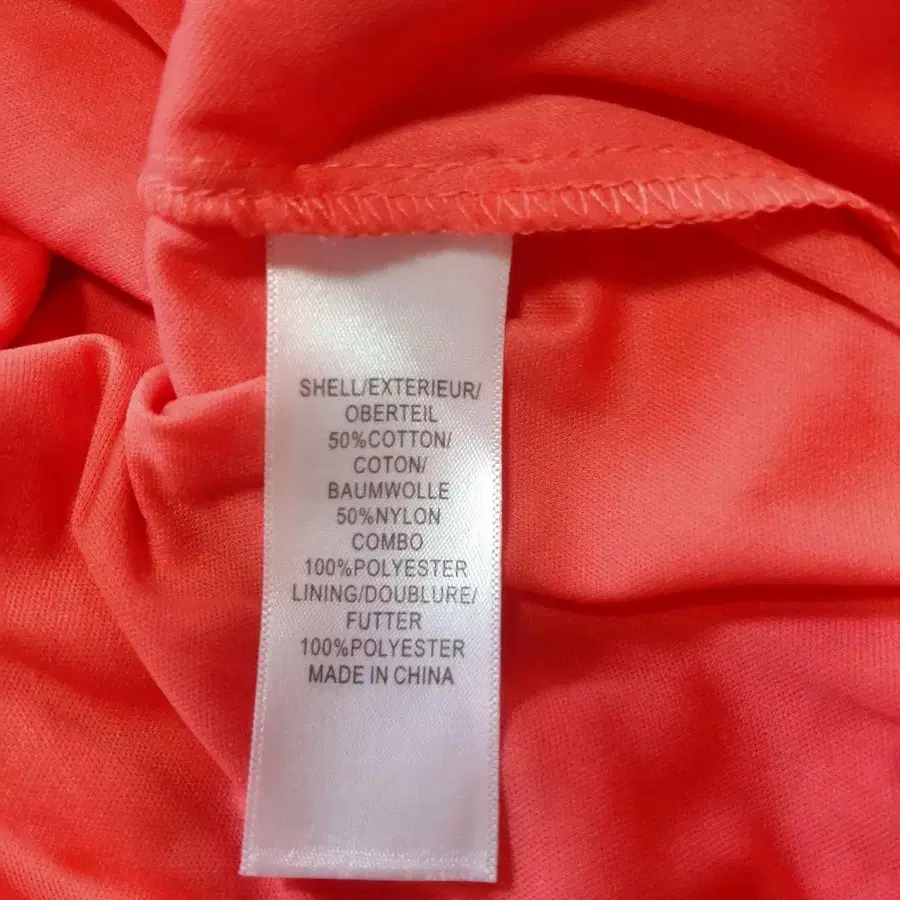 SHELL/EXTERIEUR/
OBERTEIL
50%COTTON/
COTON/
BAUMWOLLE
50%NYLON
COMBO
100%POLYESTER
LINING/DOUBLURE/
FUTTER
100%POLYESTER
MADE IN CHINA